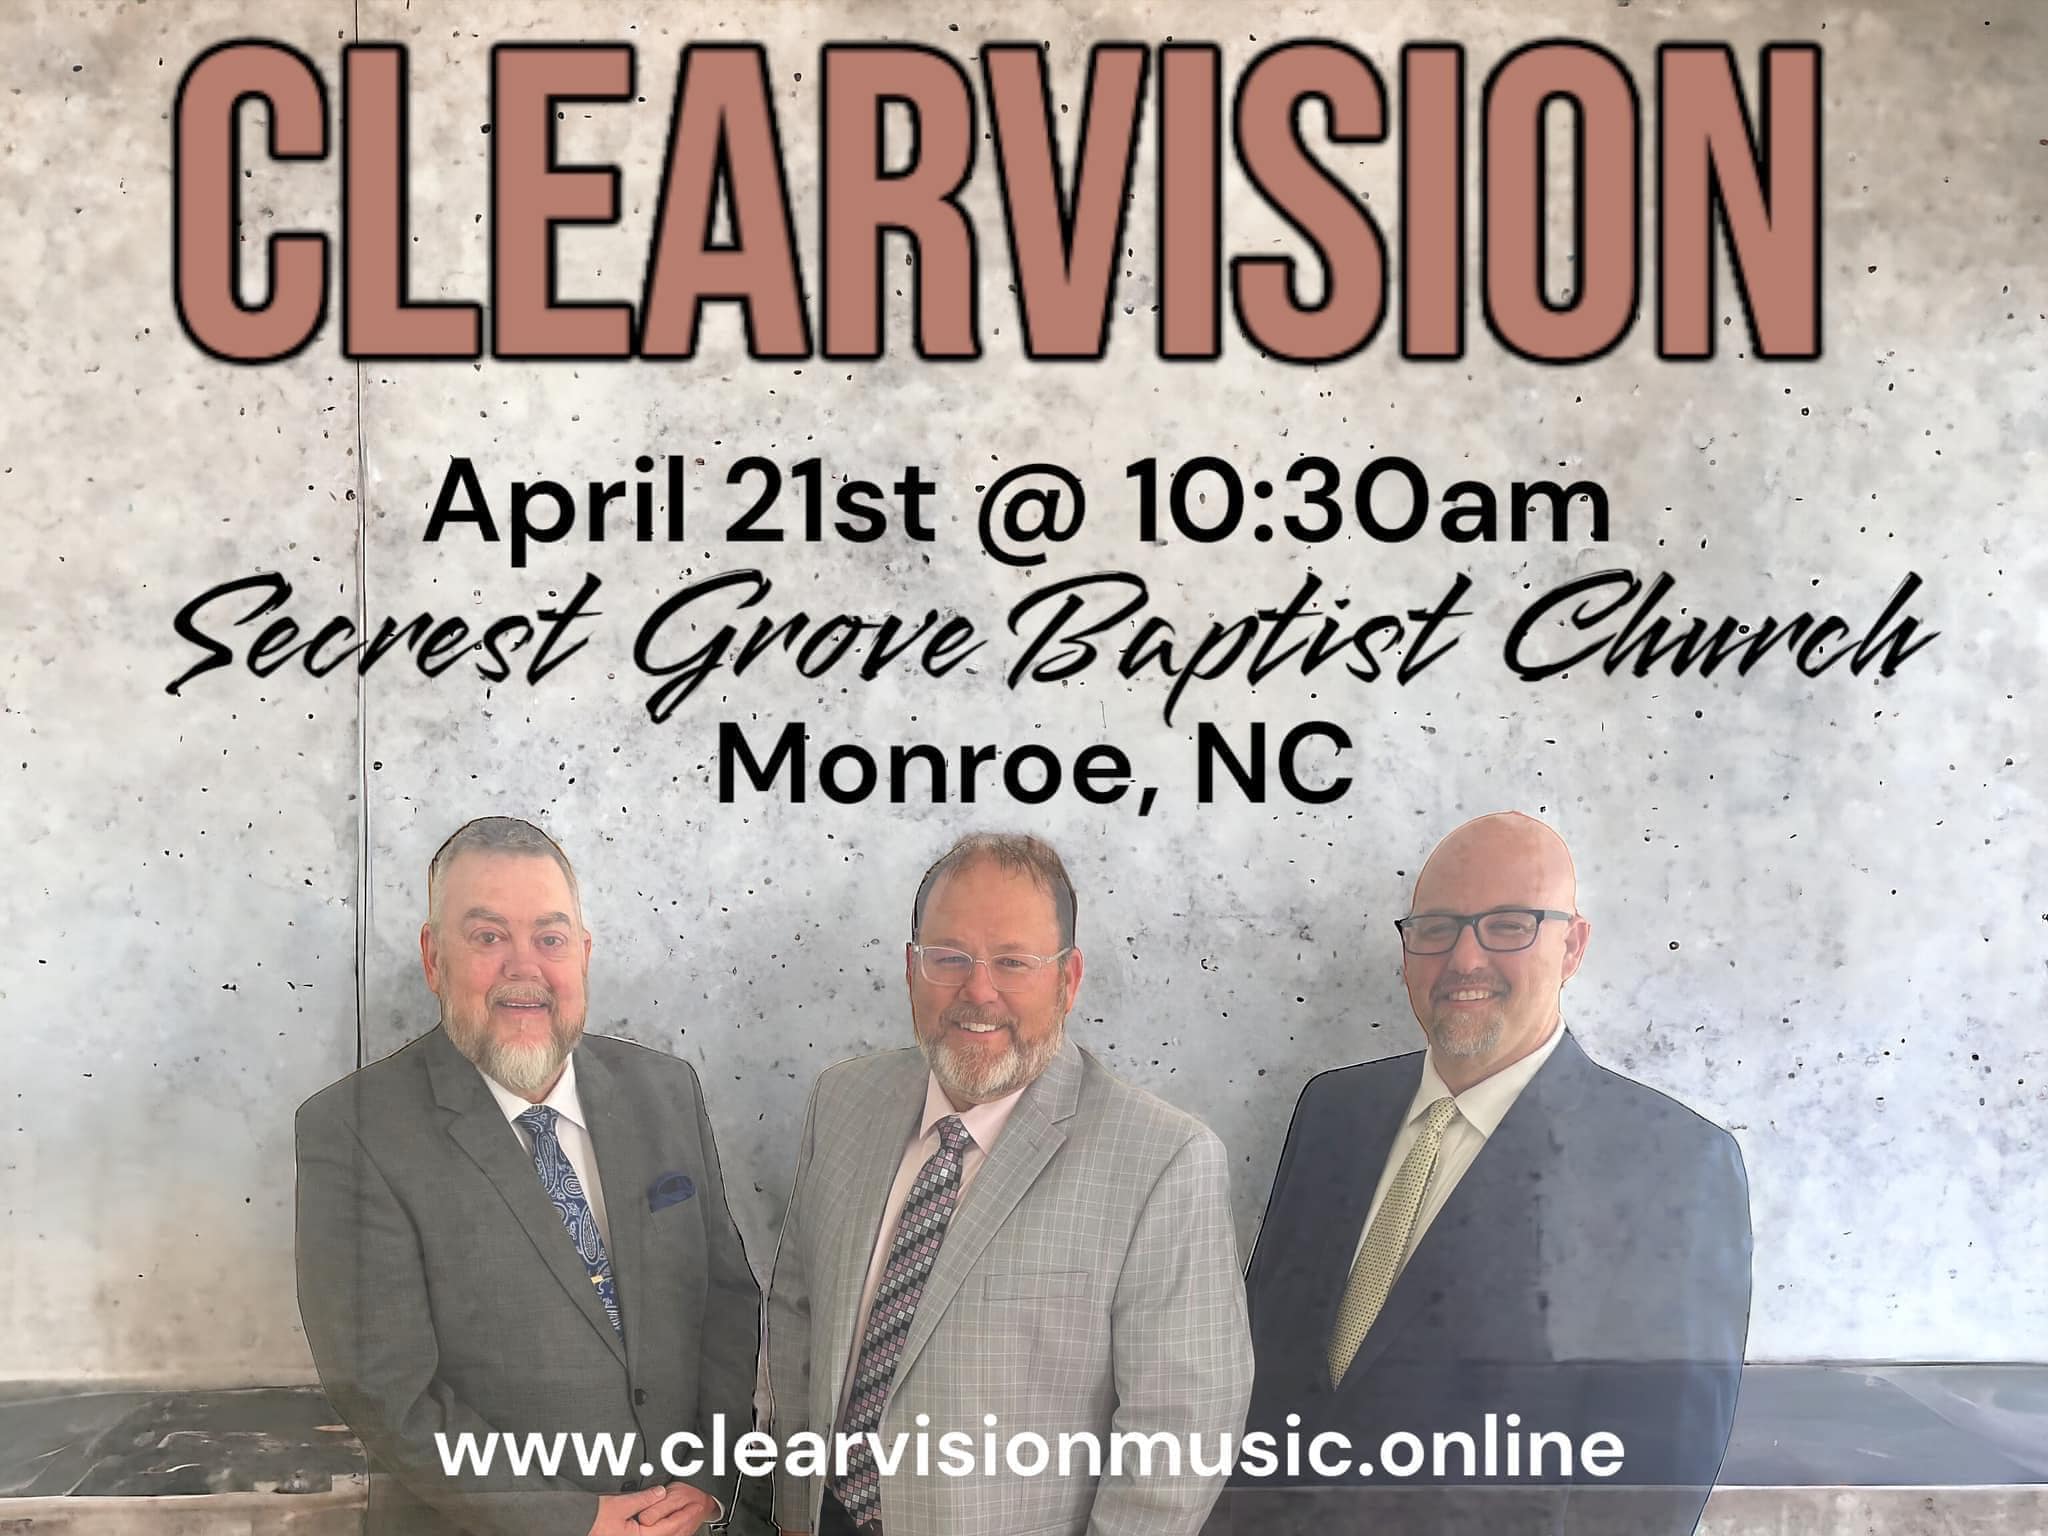 CLEARVISION
April 21st @ 10:30am
Secrest Grove Baptist Church
Monroe, NC
www.clearvisionmusic.online